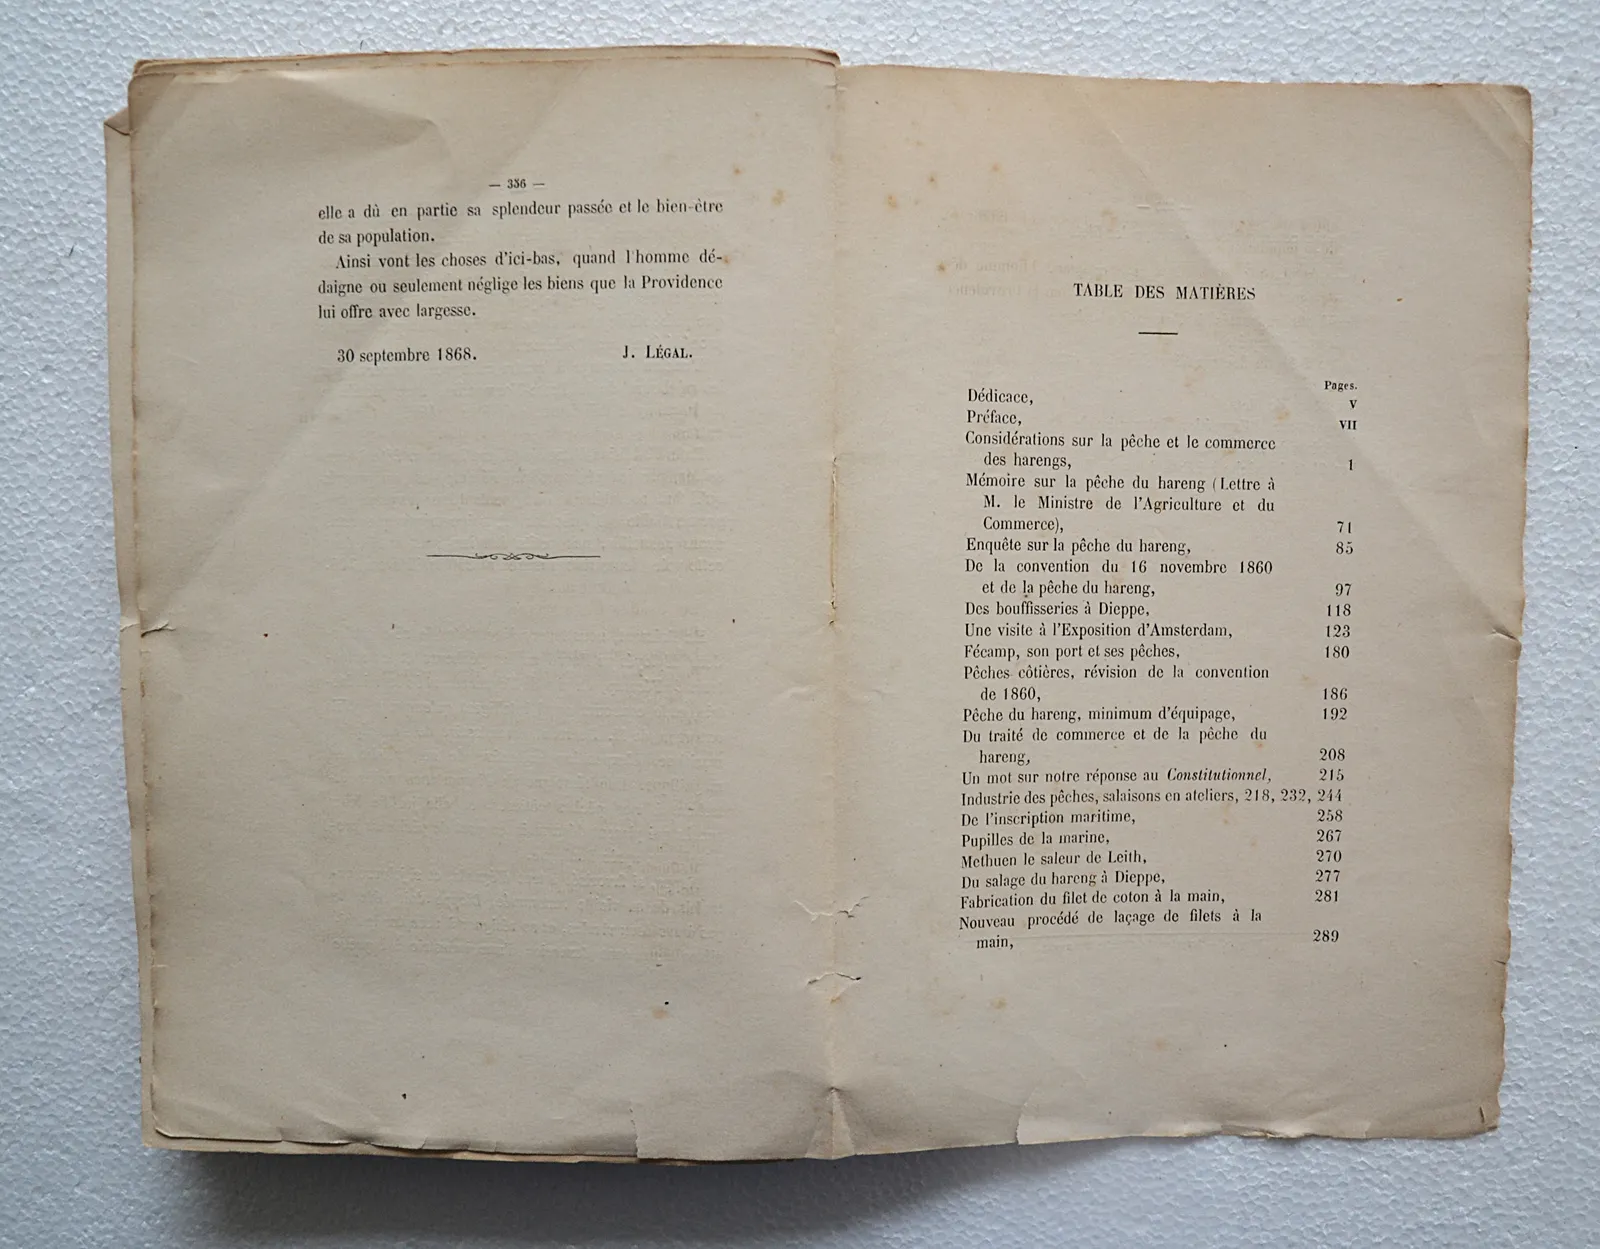 — 356 —
elle a dû en partie sa splendeur passée et le bien-être
de sa population.
Ainsi vont les choses d'ici-bas, quand l'homme dé-
daigne ou seulement néglige les biens que la Providence
lui offre avec largesse.
30 septembre 1868. J. LÉGAL.
TABLE DES MATIÈRES
Pages.
Dédicace, V
Préface, VII
Considérations sur la pêche et le commerce
des harengs, 1
Mémoire sur la pêche du hareng (Lettre à
M. le Ministre de l'Agriculture et du
Commerce), 71
Enquête sur la pêche du hareng, 85
De la convention du 16 novembre 1860
et de la pêche du hareng, 97
Des bouffisseries à Dieppe, 118
Une visite à l'Exposition d'Amsterdam, 123
Fécamp, son port et ses pêches, 180
Pêches côtières, révision de la convention
de 1860, 186
Pêche du hareng, minimum d'équipage, 192
Du traité de commerce et de la pêche du
hareng, 208
Un mot sur notre réponse au Constitutionnel, 215
Industrie des pêches, salaisons en ateliers, 218, 232, 244
De l'inscription maritime, 258
Pupilles de la marine, 267
Methuen le saleur de Leith, 270
Du salage du hareng à Dieppe, 277
Fabrication du filet de coton à la main, 281
Nouveau procédé de laçage de filets à la
main, 289